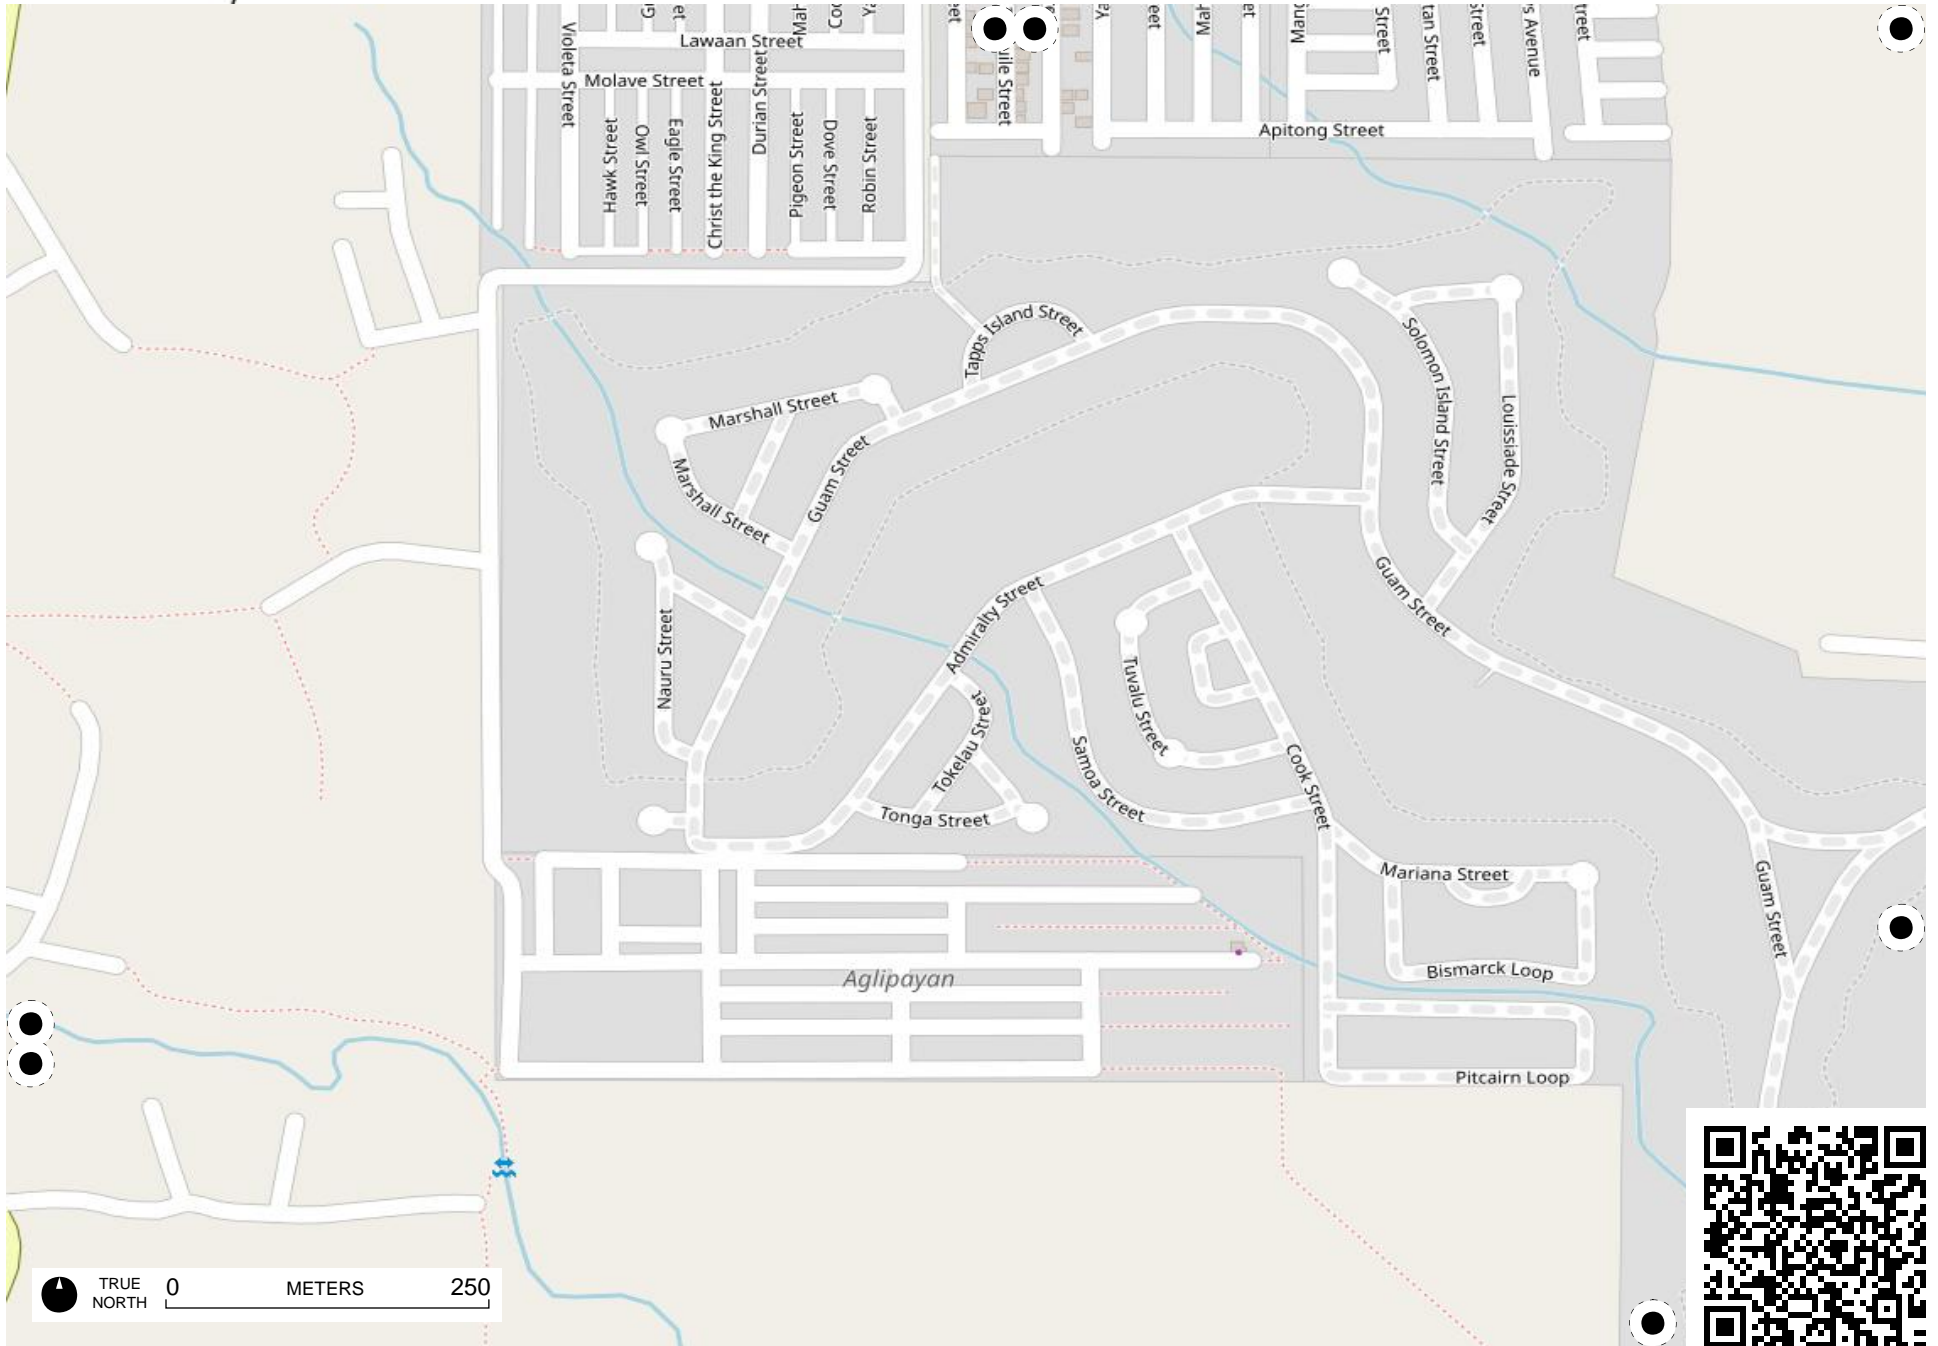 Lawaan Street
Molave Street
Violeta Street
Hawk Street
Owl Street
Eagle Street
Christ the King Street
Durian Street
Pigeon Street
Dove Street
Robin Street
Street
Street
Avenue
Apitong Street
Tapps Island Street
Solomon Island Street
Louissiade Street
Marshall Street
Marshall Street
Guam Street
Guam Street
Nauru Street
Admiralty Street
Tokelau Street
Tonga Street
Samoa Street
Tuvalu Street
Cook Street
Mariana Street
Bismarck Loop
Pitcairn Loop
Guam Street
Aglipayan
TRUE
NORTH
0 METERS 250